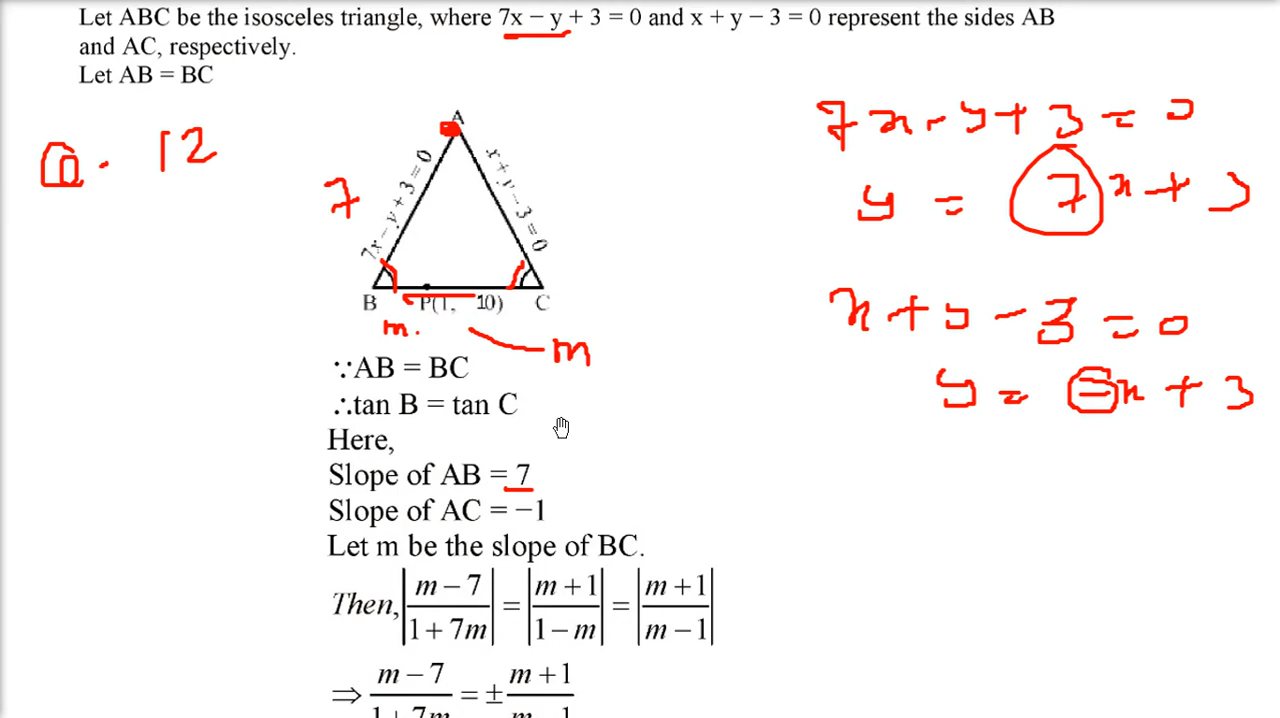 Let ABC be the isosceles triangle, where 7x − y + 3 = 0 and x + y − 3 = 0 represent the sides AB
and AC, respectively.
Let AB = BC
Q. 12
7x - y + 3 = 0
y = 7x + 3
x + y - 3 = 0
y = -x + 3
A
7
7x − y + 3 = 0
x + y − 3 = 0
B P(1, 10) C
m.
m
∵AB = BC
∴tan B = tan C
Here,
Slope of AB = 7
Slope of AC = −1
Let m be the slope of BC.
Then, |(m − 7)/(1 + 7m)| = |(m + 1)/(1 − m)| = |(m + 1)/(m − 1)|
⇒ (m − 7)/(1 + 7m) = ± (m + 1)/(m − 1)